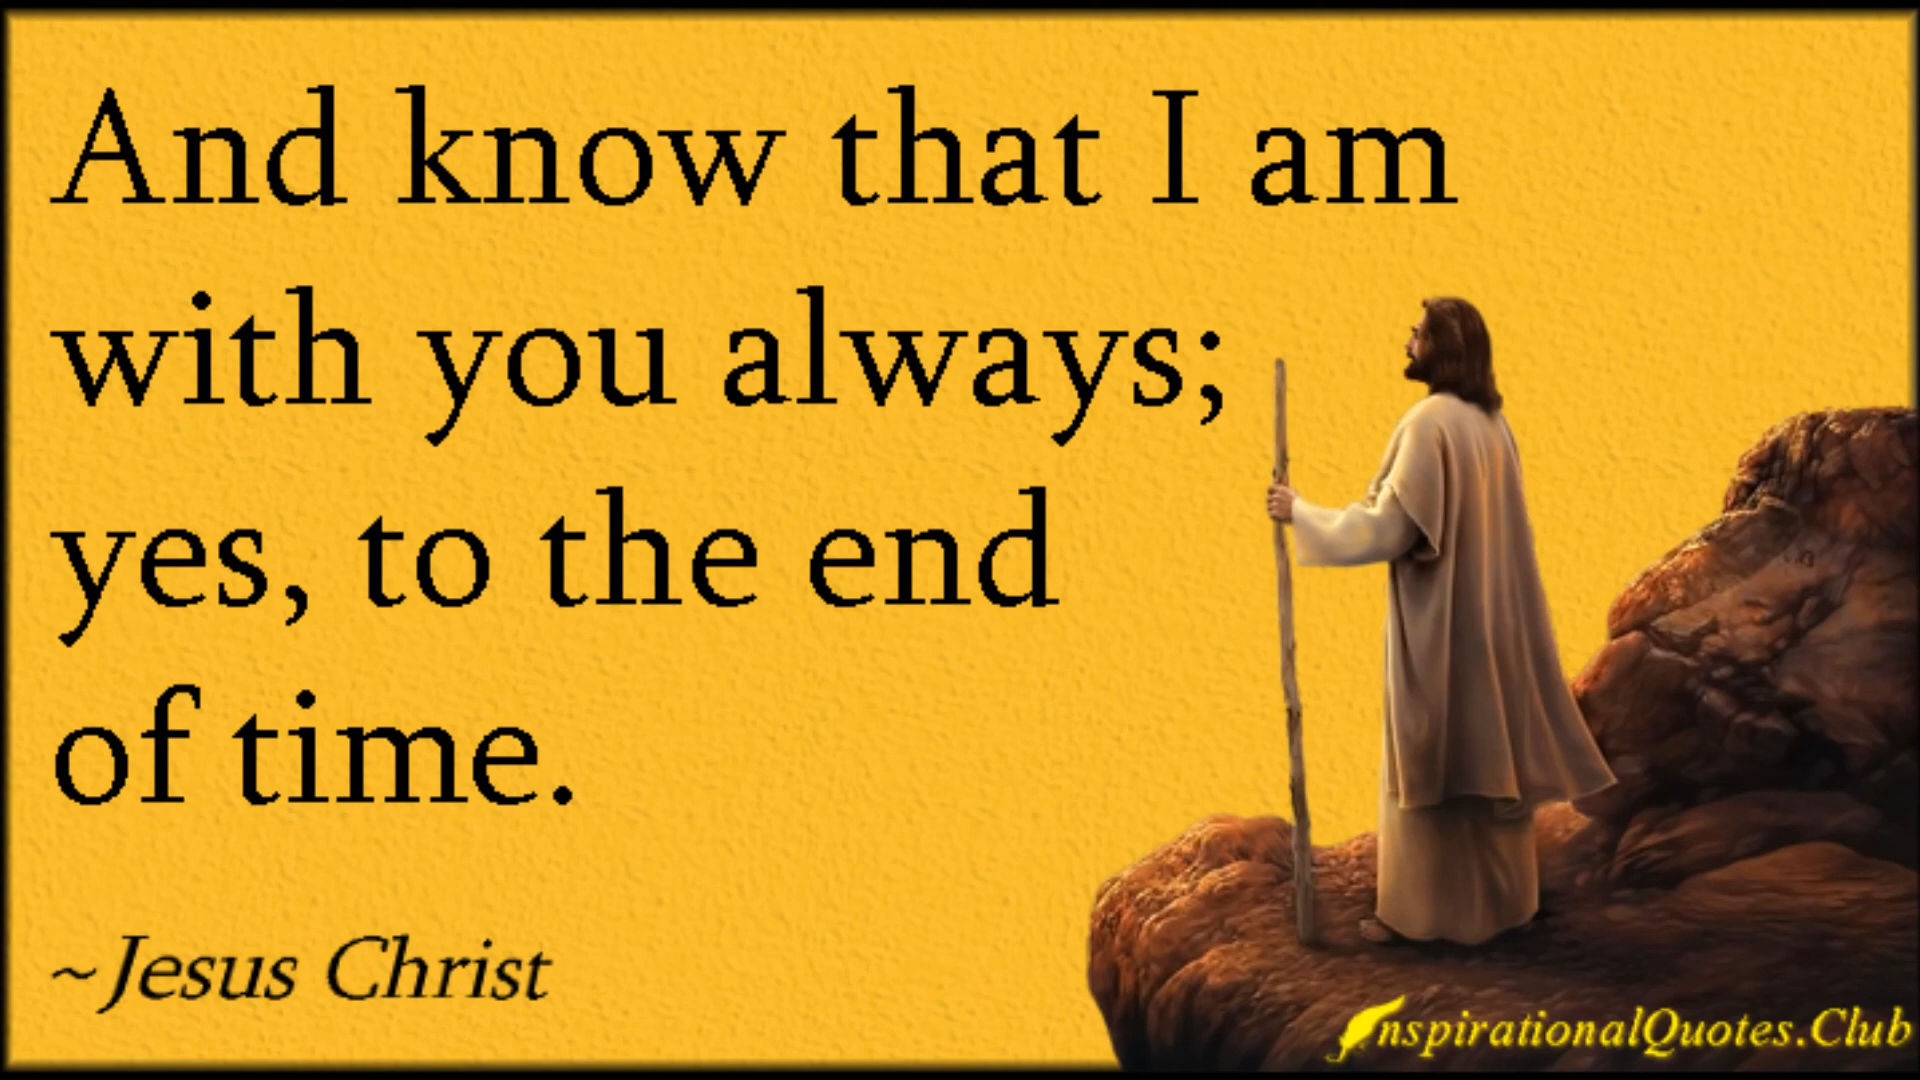 And know that I am
with you always;
yes, to the end
of time.
~Jesus Christ
InspirationalQuotes.Club